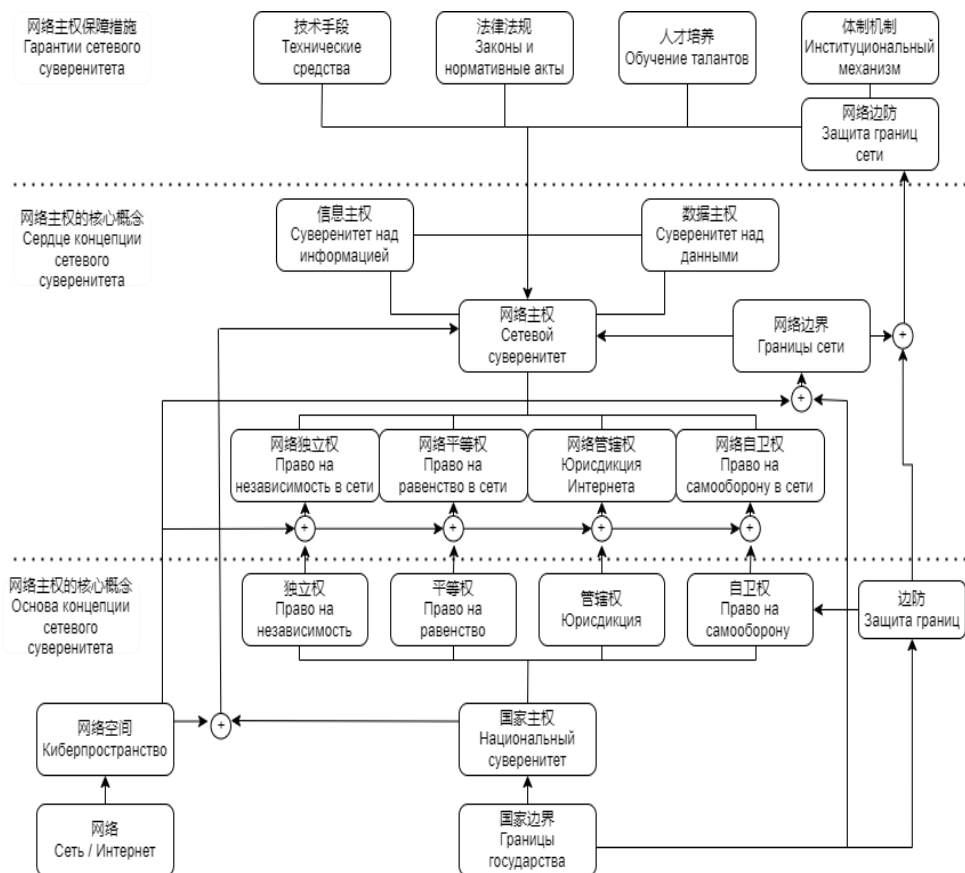 网络主权保障措施
Гарантии сетевого
суверенитета
技术手段
Технические
средства
法律法规
Законы и
нормативные акты
人才培养
Обучение талантов
体制机制
Институциональный
механизм
网络边防
Защита границ
сети
网络主权的核心概念
Сердце концепции
сетевого
суверенитета
信息主权
Суверенитет над
информацией
数据主权
Суверенитет над
данными
网络主权
Сетевой
суверенитет
网络边界
Границы сети
+
+
网络独立权
Право на
независимость в сети
网络平等权
Право на
равенство в сети
网络管辖权
Юрисдикция
Интернета
网络自卫权
Право на
самооборону в сети
+
+
+
+
网络主权的核心概念
Основа концепции
сетевого
суверенитета
独立权
Право на
независимость
平等权
Право на
равенство
管辖权
Юрисдикция
自卫权
Право на
самооборону
边防
Защита границ
网络空间
Киберпространство
+
国家主权
Национальный
суверенитет
网络
Сеть / Интернет
国家边界
Границы
государства